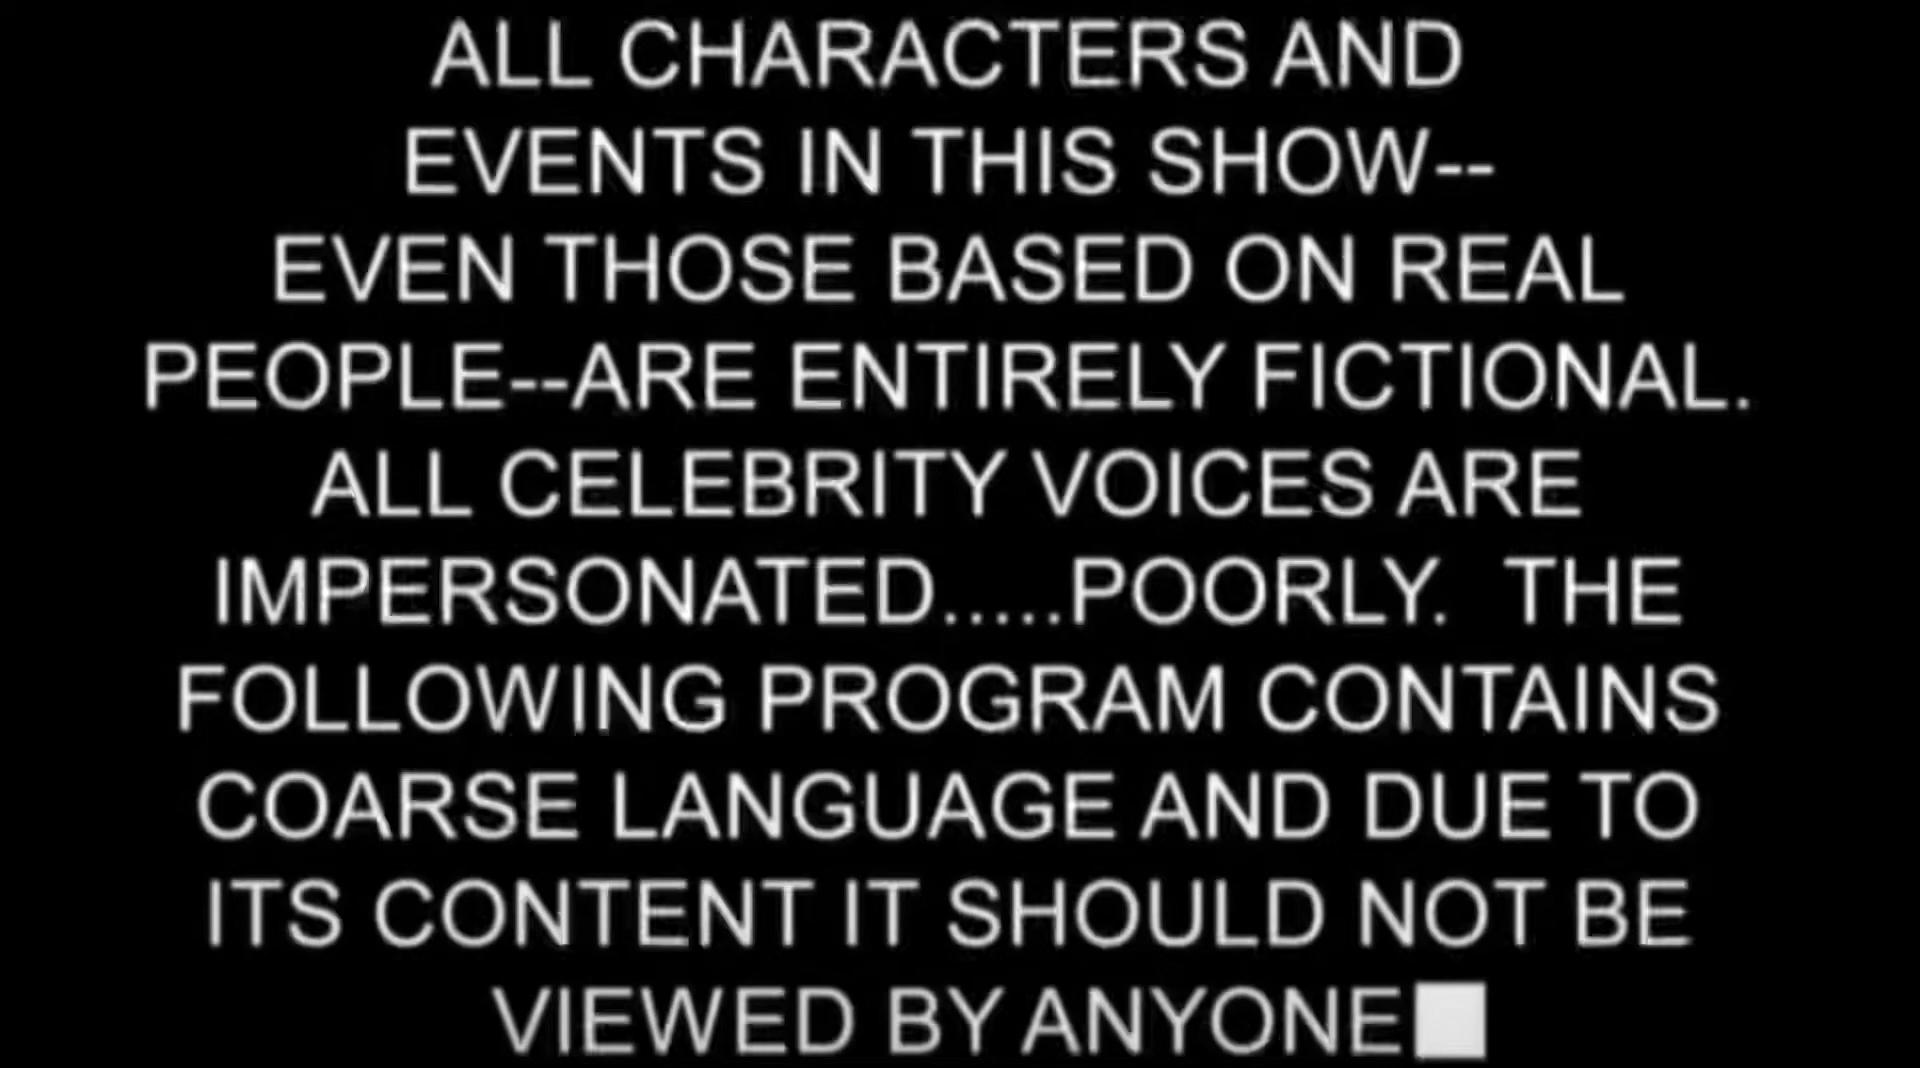 ALL CHARACTERS AND
EVENTS IN THIS SHOW--
EVEN THOSE BASED ON REAL
PEOPLE--ARE ENTIRELY FICTIONAL.
ALL CELEBRITY VOICES ARE
IMPERSONATED.....POORLY.  THE
FOLLOWING PROGRAM CONTAINS
COARSE LANGUAGE AND DUE TO
ITS CONTENT IT SHOULD NOT BE
VIEWED BY ANYONE